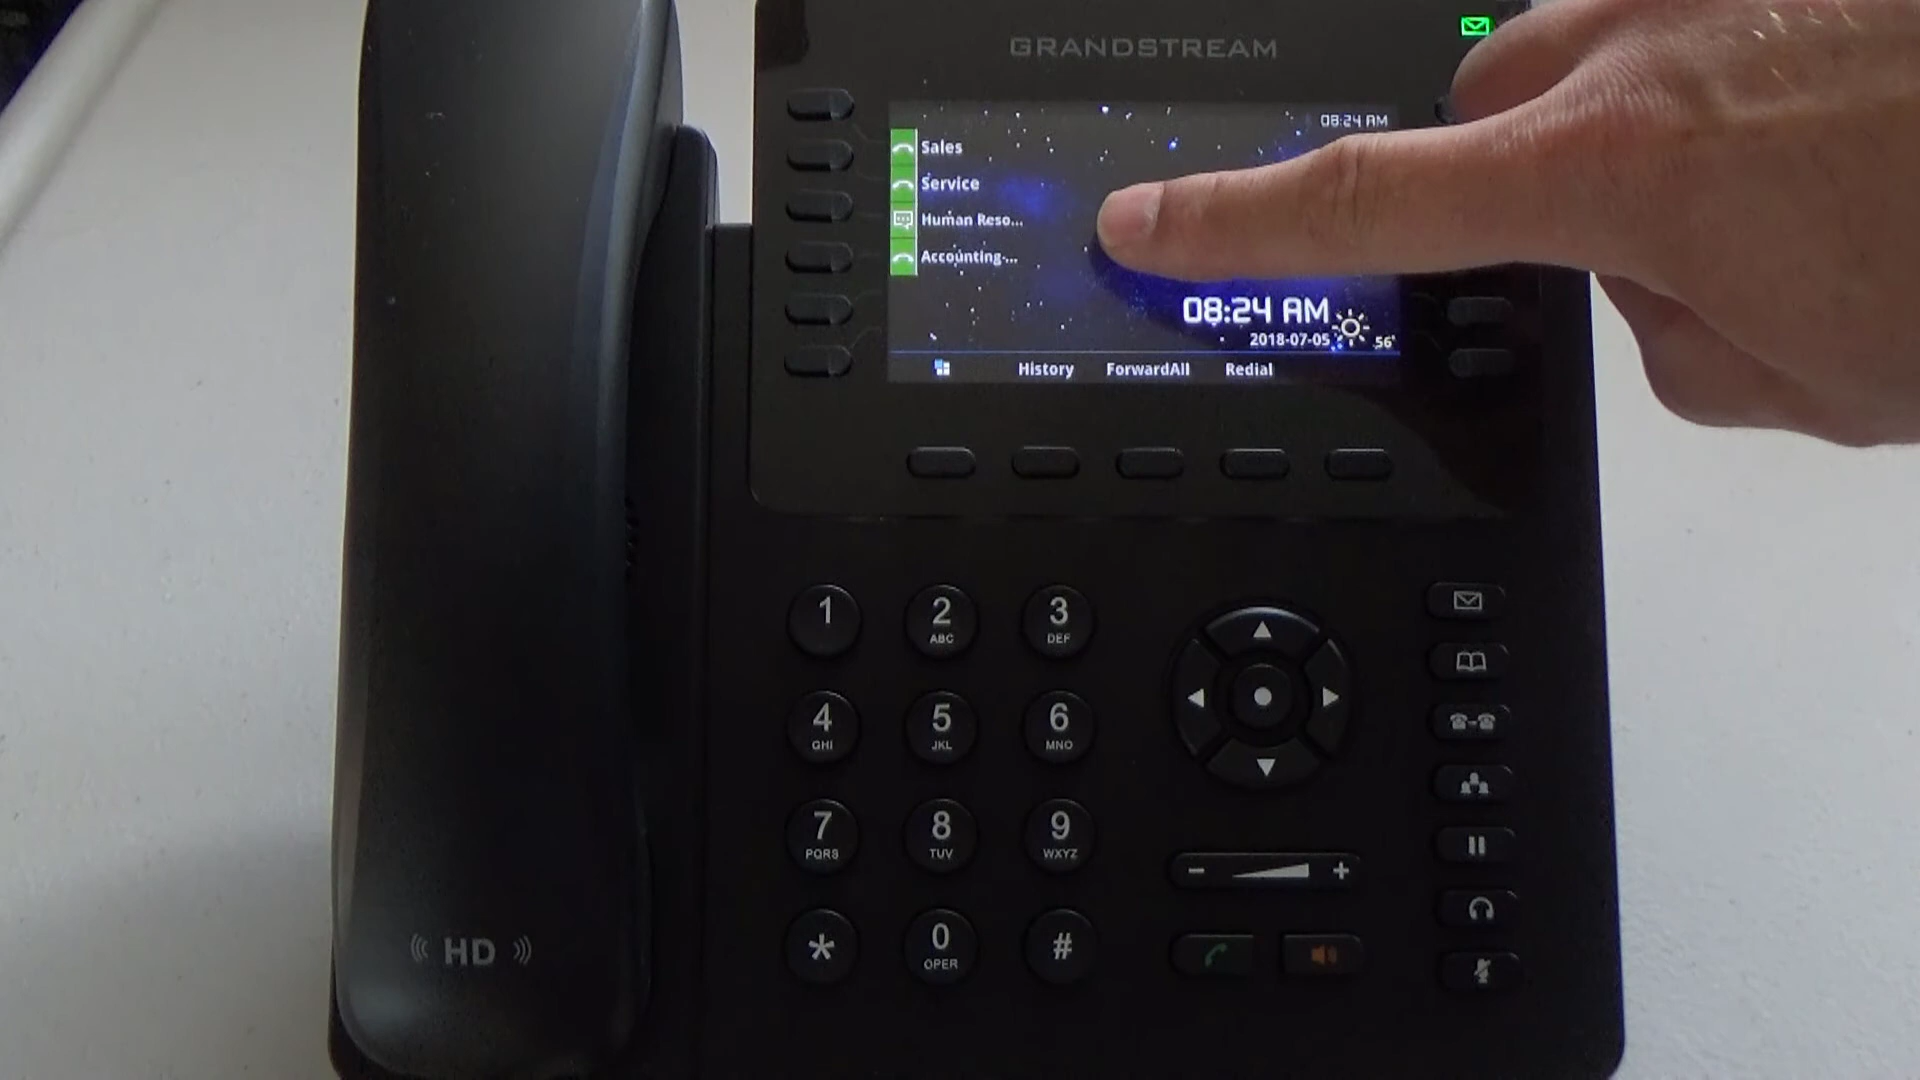 GRANDSTREAM
08:24 AM
Sales
Service
Human Reso...
Accounting-...
08:24 AM
2018-07-05
56°
History ForwardAll Redial
1 2 ABC 3 DEF
4 GHI 5 JKL 6 MNO
7 PQRS 8 TUV 9 WXYZ
* 0 OPER #
- +
HD